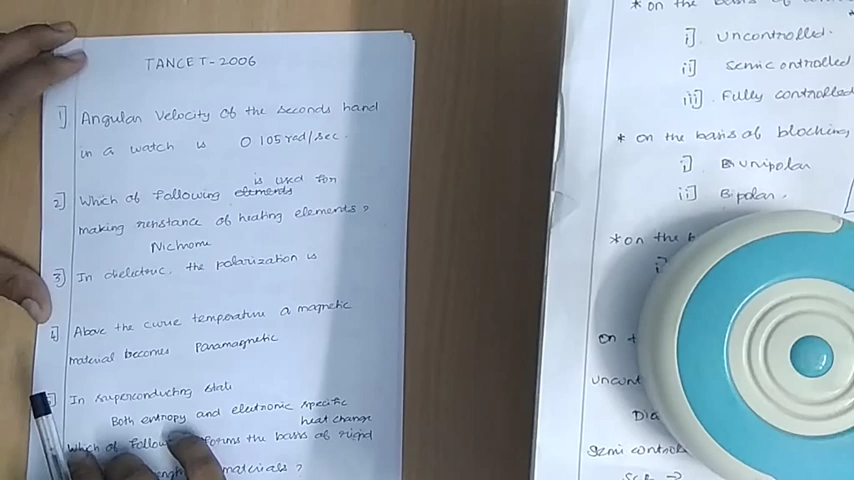 TANCET-2006
1] Angular Velocity of the seconds hand
in a watch is 0 105 rad/sec.
is used for
2] Which of following elements
making resistance of heating elements?
Nichrome
3] In dielectric, the polarization is
4] Above the curie temperature a magnetic
material becomes Paramagnetic
In superconducting state
Both entropy and electronic specific
heat change
Which of follow forms the basis of rigid
materials?
* on the basis of
i] Uncontrolled.
ii] Semicontrolled
iii] Fully controlled
* on the basis of blocking
i] Unipolar
ii] Bipolar.
* on the b
i]
on t
uncont
Dio
Semi controlle
SCR →